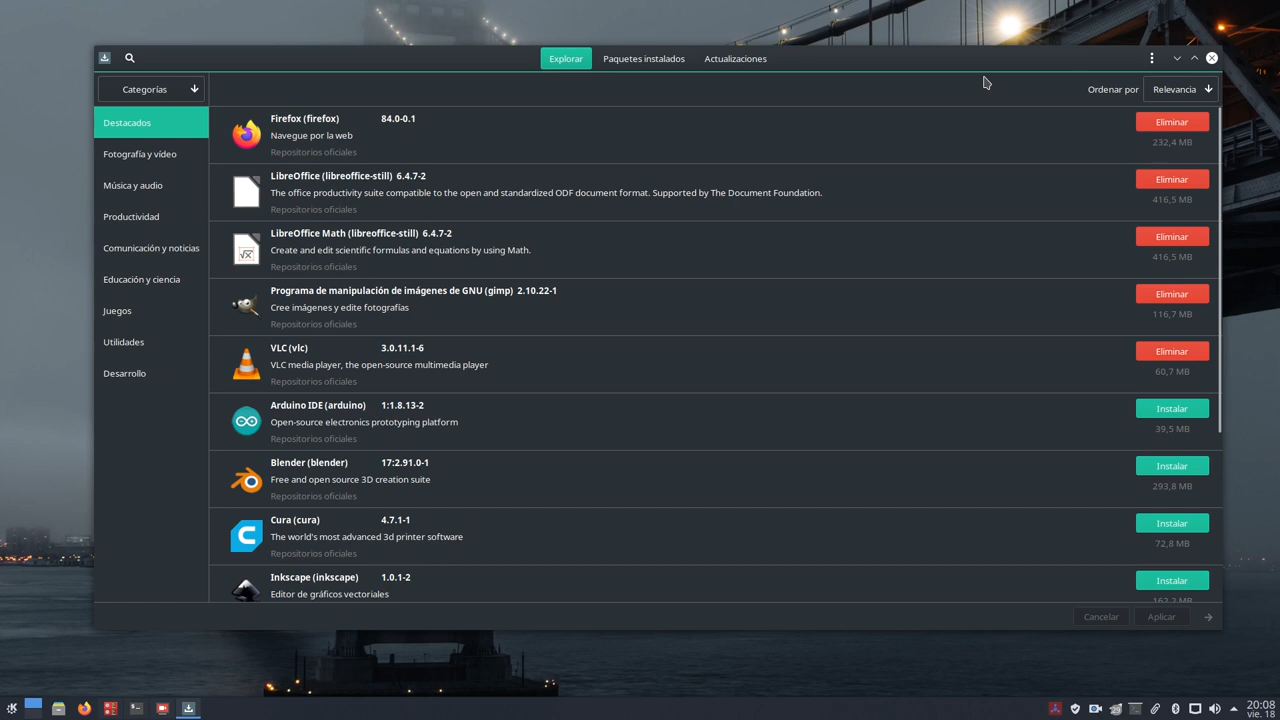 Explorar
Paquetes instalados
Actualizaciones
Categorías
Ordenar por
Relevancia
Destacados
Fotografía y vídeo
Música y audio
Productividad
Comunicación y noticias
Educación y ciencia
Juegos
Utilidades
Desarrollo
Firefox (firefox) 84.0-0.1
Navegue por la web
Repositorios oficiales
Eliminar
232,4 MB
LibreOffice (libreoffice-still) 6.4.7-2
The office productivity suite compatible to the open and standardized ODF document format. Supported by The Document Foundation.
Repositorios oficiales
Eliminar
416,5 MB
LibreOffice Math (libreoffice-still) 6.4.7-2
Create and edit scientific formulas and equations by using Math.
Repositorios oficiales
Eliminar
416,5 MB
Programa de manipulación de imágenes de GNU (gimp) 2.10.22-1
Cree imágenes y edite fotografías
Repositorios oficiales
Eliminar
116,7 MB
VLC (vlc) 3.0.11.1-6
VLC media player, the open-source multimedia player
Repositorios oficiales
Eliminar
60,7 MB
Arduino IDE (arduino) 1:1.8.13-2
Open-source electronics prototyping platform
Repositorios oficiales
Instalar
39,5 MB
Blender (blender) 17:2.91.0-1
Free and open source 3D creation suite
Repositorios oficiales
Instalar
293,8 MB
Cura (cura) 4.7.1-1
The world's most advanced 3d printer software
Repositorios oficiales
Instalar
72,8 MB
Inkscape (inkscape) 1.0.1-2
Editor de gráficos vectoriales
Instalar
162,2 MB
Cancelar
Aplicar
20:08
vie. 18